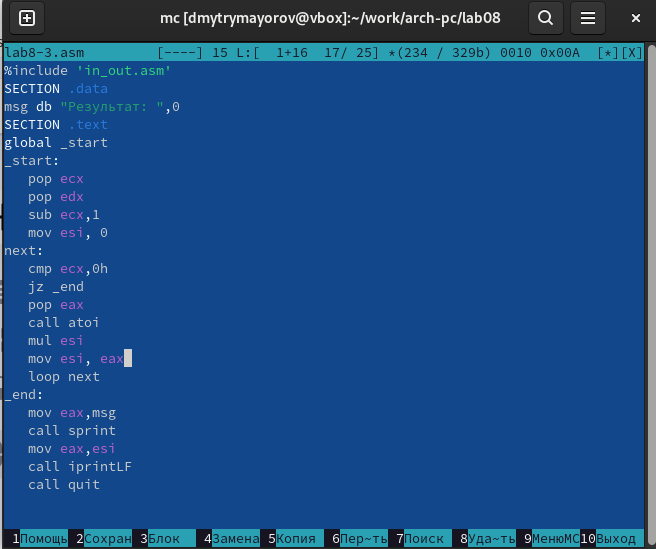 mc [dmytrymayorov@vbox]:~/work/arch-pc/lab08
lab8-3.asm [----] 15 L:[ 1+16 17/ 25] *(234 / 329b) 0010 0x00A [*][X]
%include 'in_out.asm'
SECTION .data
msg db "Результат: ",0
SECTION .text
global _start
_start:
pop ecx
pop edx
sub ecx,1
mov esi, 0
next:
cmp ecx,0h
jz _end
pop eax
call atoi
mul esi
mov esi, eax
loop next
_end:
mov eax,msg
call sprint
mov eax,esi
call iprintLF
call quit
1Помощь 2Сохран 3Блок 4Замена 5Копия 6Пер~ть 7Поиск 8Уда~ть 9МенюМС 10Выход